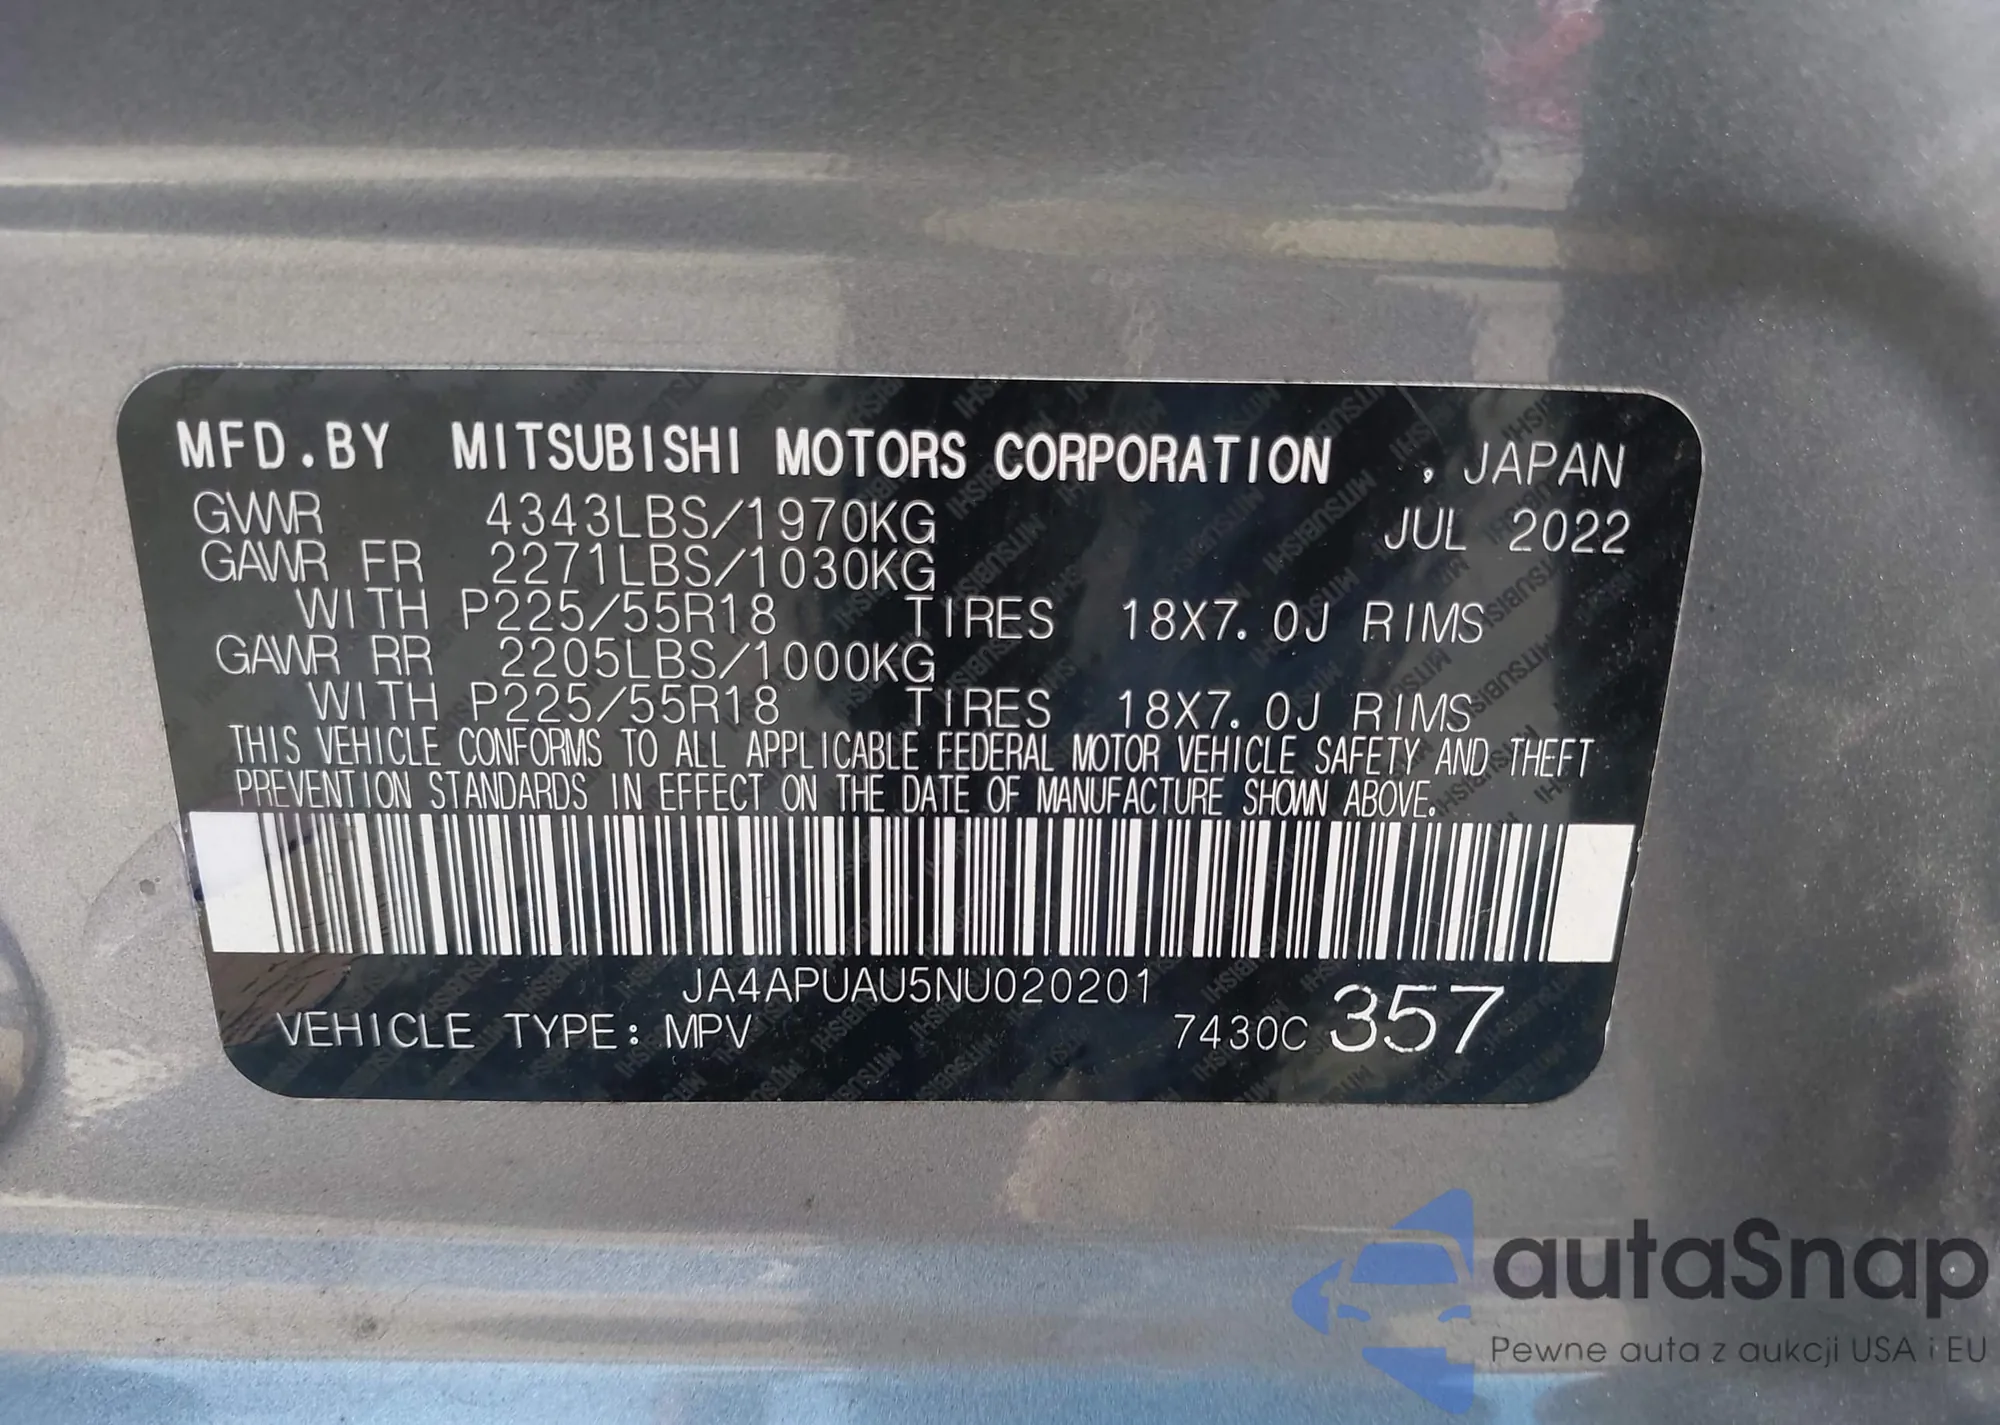 MFD.BY MITSUBISHI MOTORS CORPORATION , JAPAN
GVWR 4343LBS/1970KG JUL 2022
GAWR FR 2271LBS/1030KG
WITH P225/55R18 TIRES 18X7.0J RIMS
GAWR RR 2205LBS/1000KG
WITH P225/55R18 TIRES 18X7.0J RIMS
THIS VEHICLE CONFORMS TO ALL APPLICABLE FEDERAL MOTOR VEHICLE SAFETY AND THEFT
PREVENTION STANDARDS IN EFFECT ON THE DATE OF MANUFACTURE SHOWN ABOVE.
JA4APUAU5NU020201
VEHICLE TYPE: MPV 7430C 357
autaSnap
Pewne auta z aukcji USA i EU